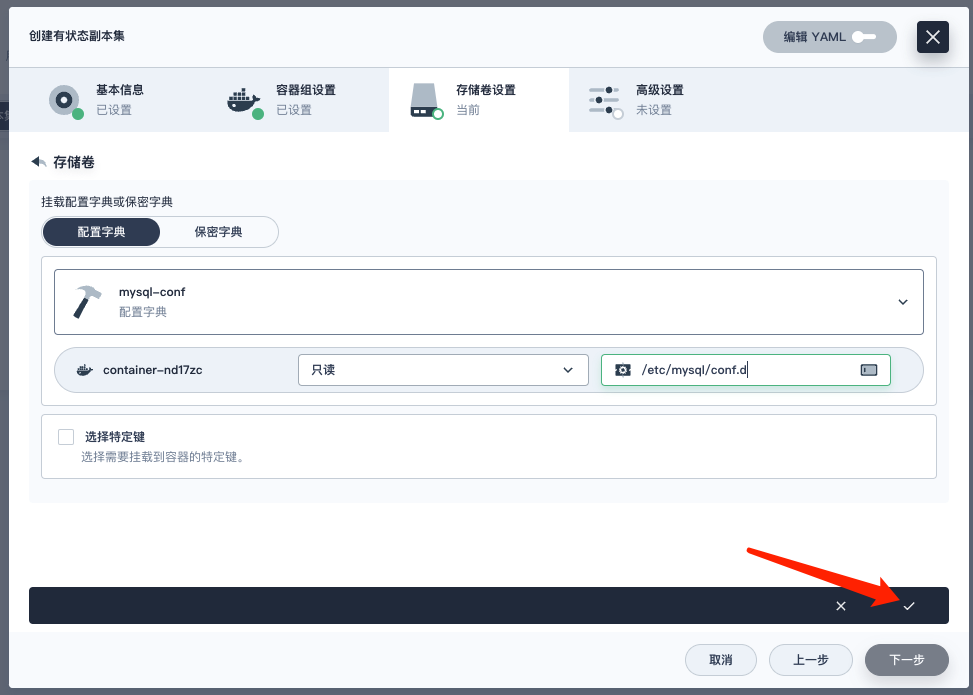 创建有状态副本集
编辑 YAML
基本信息
已设置
容器组设置
已设置
存储卷设置
当前
高级设置
未设置
存储卷
挂载配置字典或保密字典
配置字典
保密字典
mysql-conf
配置字典
container-nd17zc
只读
/etc/mysql/conf.d
选择特定键
选择需要挂载到容器的特定键。
取消
上一步
下一步